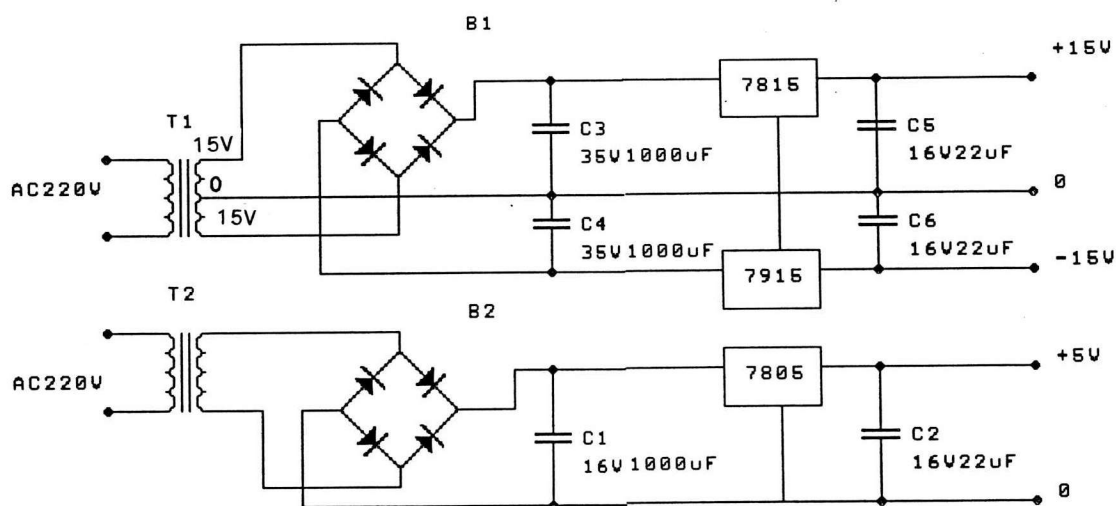 B1
+15V
7815
T1
15V
C3
35V1000uF
C5
16V22uF
AC220V
0
0
15V
C4
35V1000uF
C6
16V22uF
-15V
7915
T2
B2
+5V
7805
AC220V
C1
16V1000uF
C2
16V22uF
0